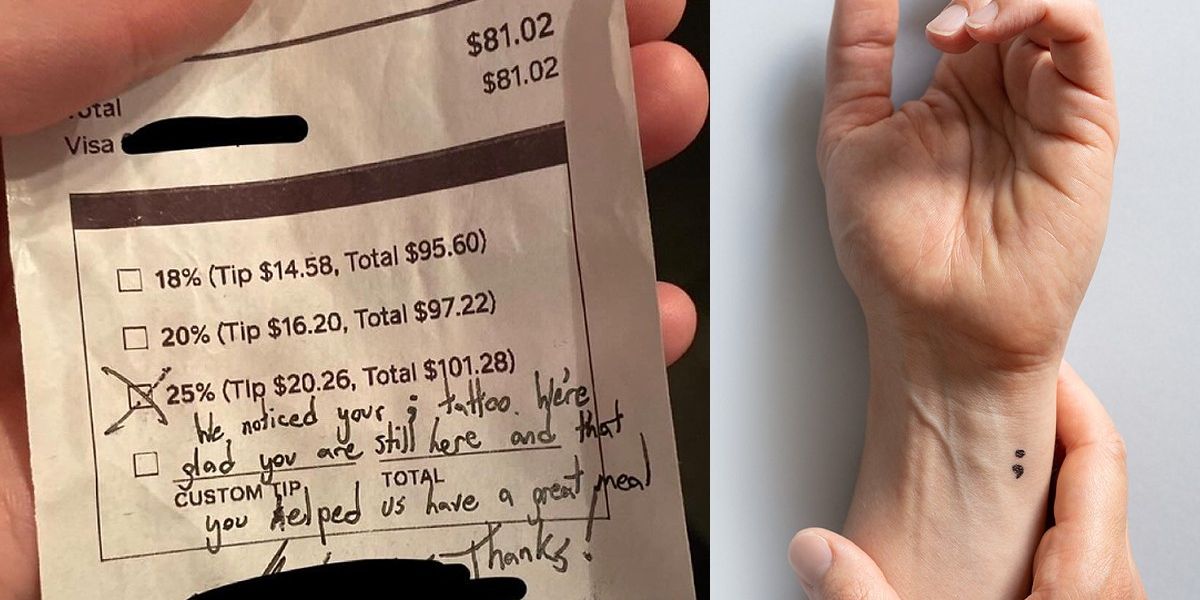 $81.02
$81.02
Visa
18% (Tip $14.58, Total $95.60)
20% (Tip $16.20, Total $97.22)
25% (Tip $20.26, Total $101.28)
We noticed your ; tattoo. We're
glad you are still here and that
CUSTOM TIP TOTAL
you helped us have a great meal
Thanks!
;